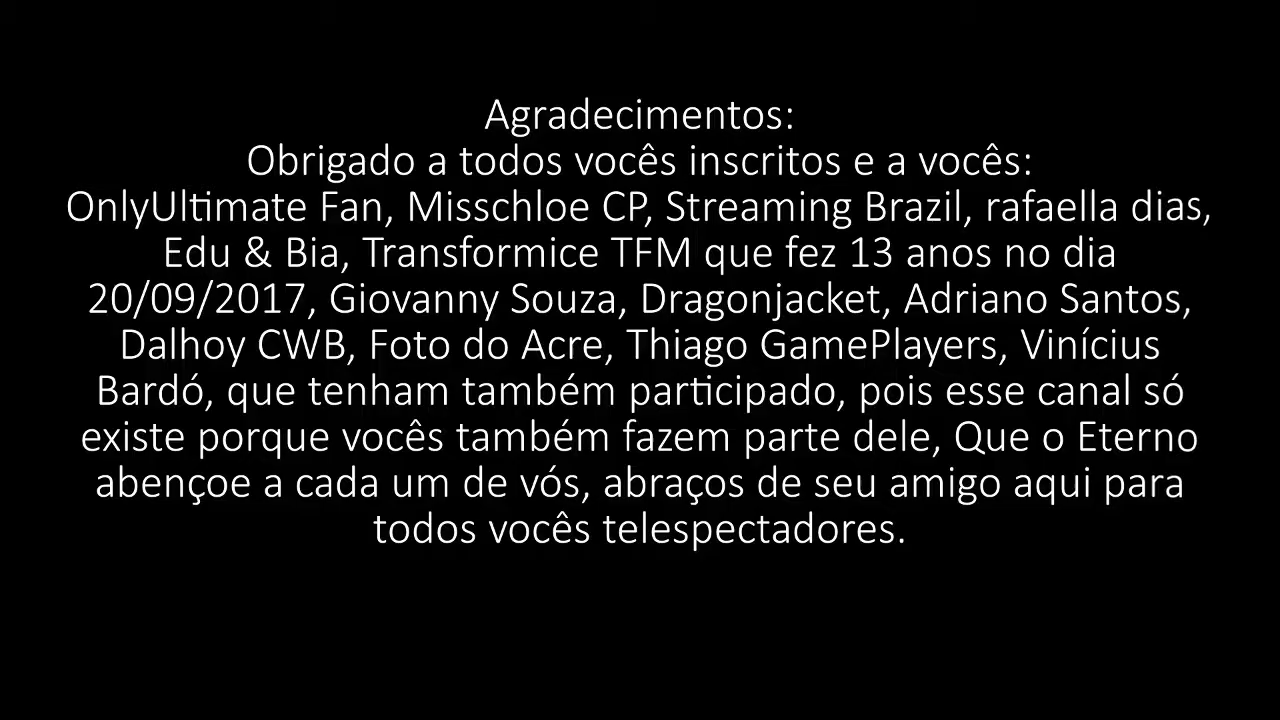 Agradecimentos:
Obrigado a todos vocês inscritos e a vocês:
OnlyUltimate Fan, Misschloe CP, Streaming Brazil, rafaella dias,
Edu & Bia, Transformice TFM que fez 13 anos no dia
20/09/2017, Giovanny Souza, Dragonjacket, Adriano Santos,
Dalhoy CWB, Foto do Acre, Thiago GamePlayers, Vinícius
Bardó, que tenham também participado, pois esse canal só
existe porque vocês também fazem parte dele, Que o Eterno
abençoe a cada um de vós, abraços de seu amigo aqui para
todos vocês telespectadores.